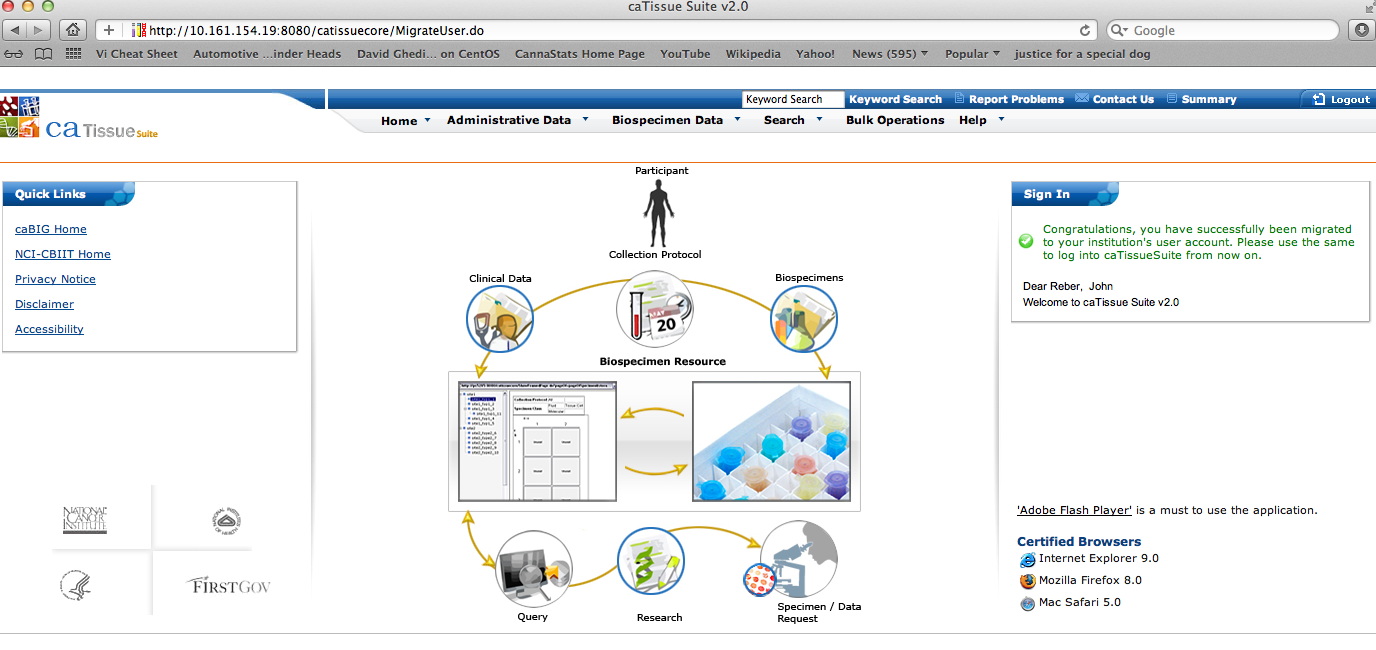 caTissue Suite v2.0
http://10.161.154.19:8080/catissuecore/MigrateUser.do
Google
Vi Cheat Sheet
Automotive ...inder Heads
David Ghedi... on CentOS
CannaStats Home Page
YouTube
Wikipedia
Yahoo!
News (595)
Popular
justice for a special dog
Keyword Search
Keyword Search
Report Problems
Contact Us
Summary
Logout
ca Tissue Suite
Home
Administrative Data
Biospecimen Data
Search
Bulk Operations
Help
Quick Links
caBIG Home
NCI-CBIIT Home
Privacy Notice
Disclaimer
Accessibility
NATIONAL
CANCER
INSTITUTE
FIRSTGOV
Participant
Collection Protocol
Clinical Data
Biospecimens
MAY
20
Biospecimen Resource
Query
Research
Specimen / Data
Request
Sign In
Congratulations, you have successfully been migrated
to your institution's user account. Please use the same
to log into caTissueSuite from now on.
Dear Reber, John
Welcome to caTissue Suite v2.0
'Adobe Flash Player' is a must to use the application.
Certified Browsers
Internet Explorer 9.0
Mozilla Firefox 8.0
Mac Safari 5.0